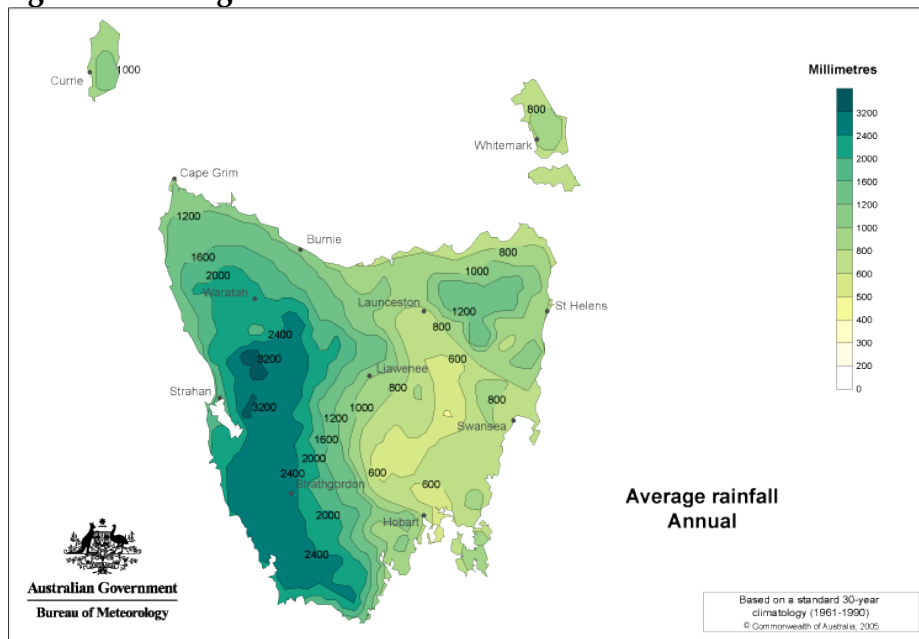 Currie
1000
800
Whitemark
Cape Grim
1200
Burnie
1600
2000
Waratah
2400
3200
Strahan
3200
800
1000
Launceston
1200
St Helens
800
600
Liawenee
800
1000
1200
800
Swansea
1600
2000
600
2400
Strathgordon
600
2000
Hobart
2400
Millimetres
3200
2400
2000
1600
1200
1000
800
600
500
400
300
200
0
Average rainfall
Annual
Australian Government
Bureau of Meteorology
Based on a standard 30-year
climatology (1961-1990)
© Commonwealth of Australia, 2005